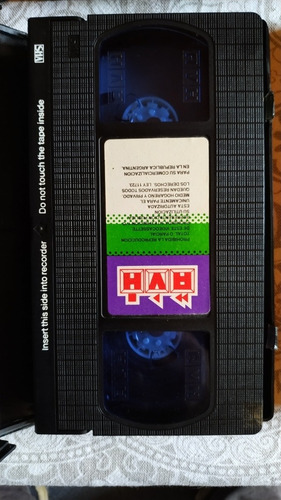 VHS
Insert this side into recorder
Do not touch the tape inside
AVH
PROHIBIDA LA REPRODUCCION
TOTAL O PARCIAL
DE ESTE VIDEOCASSETTE
SU UTILIZACION
ESTA AUTORIZADA
UNICAMENTE PARA EL
MEDIO HOGAREÑO Y PRIVADO.
QUEDAN RESERVADOS TODOS
LOS DERECHOS. LEY 11723
PARA SU COMERCIALIZACION
EN LA REPUBLICA ARGENTINA.